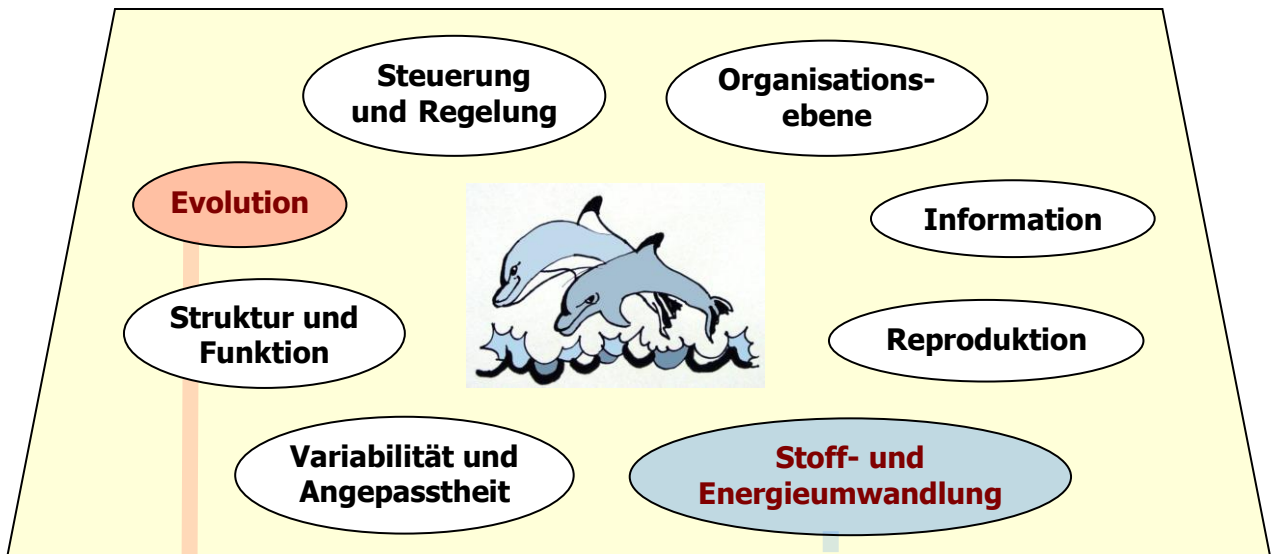 Steuerung
und Regelung
Organisations-
ebene
Evolution
Information
Struktur und
Funktion
Reproduktion
Variabilität und
Angepasstheit
Stoff- und
Energieumwandlung